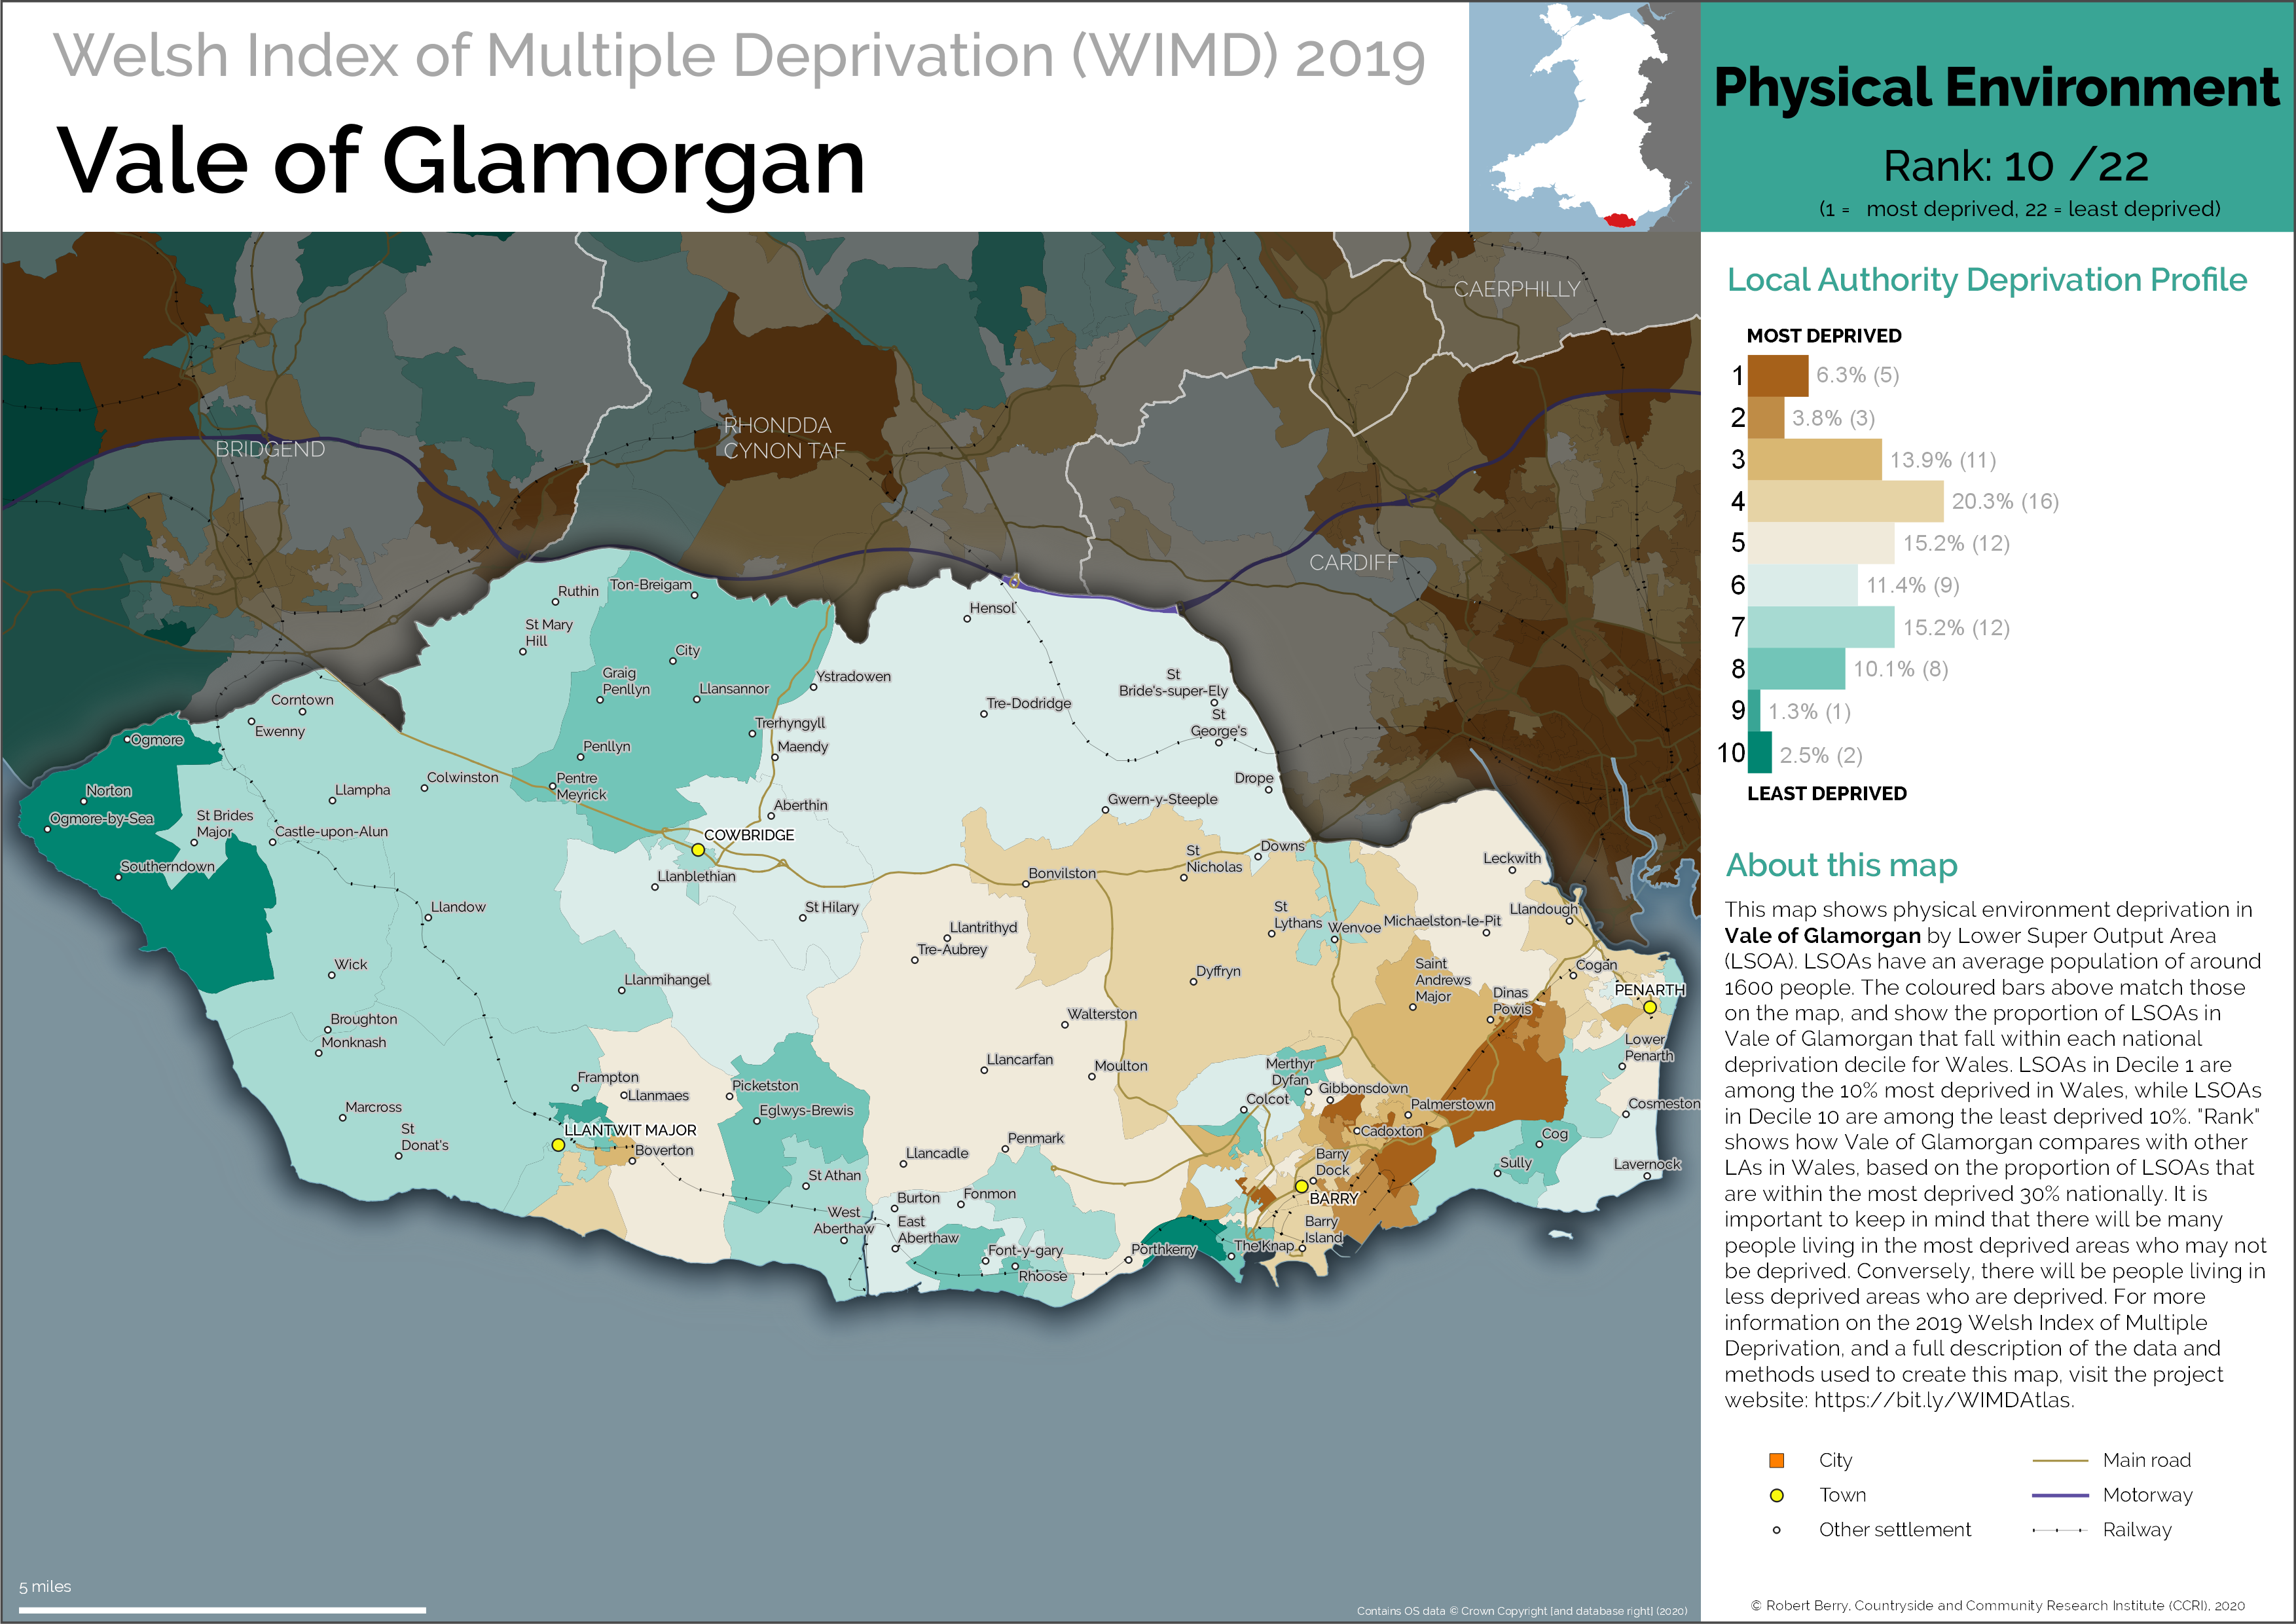 Welsh Index of Multiple Deprivation (WIMD) 2019
Vale of Glamorgan
Physical Environment
Rank: 10 /22
(1 = most deprived, 22 = least deprived)
Local Authority Deprivation Profile
MOST DEPRIVED
1 6.3% (5)
2 3.8% (3)
3 13.9% (11)
4 20.3% (16)
5 15.2% (12)
6 11.4% (9)
7 15.2% (12)
8 10.1% (8)
9 1.3% (1)
10 2.5% (2)
LEAST DEPRIVED
About this map
This map shows physical environment deprivation in
Vale of Glamorgan by Lower Super Output Area
(LSOA). LSOAs have an average population of around
1600 people. The coloured bars above match those
on the map, and show the proportion of LSOAs in
Vale of Glamorgan that fall within each national
deprivation decile for Wales. LSOAs in Decile 1 are
among the 10% most deprived in Wales, while LSOAs
in Decile 10 are among the least deprived 10%. "Rank"
shows how Vale of Glamorgan compares with other
LAs in Wales, based on the proportion of LSOAs that
are within the most deprived 30% nationally. It is
important to keep in mind that there will be many
people living in the most deprived areas who may not
be deprived. Conversely, there will be people living in
less deprived areas who are deprived. For more
information on the 2019 Welsh Index of Multiple
Deprivation, and a full description of the data and
methods used to create this map, visit the project
website: https://bit.ly/WIMDAtlas.
City
Town
Other settlement
Main road
Motorway
Railway
© Robert Berry, Countryside and Community Research Institute (CCRI), 2020
CAERPHILLY
RHONDDA
CYNON TAF
BRIDGEND
CARDIFF
Ruthin
Ton-Breigam
St Mary
Hill
City
Graig
Penllyn
Llansannor
Hensol
Ystradowen
St
Bride's-super-Ely
Tre-Dodridge
St
George's
Corntown
Ewenny
Ogmore
Trerhyngyll
Maendy
Penllyn
Pentre
Meyrick
Colwinston
Drope
Norton
Llampha
Ogmore-by-Sea
St Brides
Major
Castle-upon-Alun
Aberthin
Gwern-y-Steeple
COWBRIDGE
Southerndown
Llanblethian
Bonvilston
St
Nicholas
Downs
Leckwith
Llandow
St Hilary
Llantrithyd
Tre-Aubrey
St
Lythans
Wenvoe
Michaelston-le-Pit
Llandough
Wick
Llanmihangel
Dyffryn
Saint
Andrews
Major
Cogan
PENARTH
Dinas
Powis
Broughton
Monknash
Walterston
Lower
Penarth
Llancarfan
Moulton
Merthyr
Dyfan
Frampton
Llanmaes
Picketston
Gibbonsdown
Colcot
Palmerstown
Cosmeston
Marcross
Eglwys-Brewis
LLANTWIT MAJOR
Cadoxton
St
Donat's
Boverton
Penmark
Llancadle
Cog
Barry
Dock
Sully
Lavernock
St Athan
BARRY
Burton
Fonmon
West
Aberthaw
East
Aberthaw
Barry
Island
Font-y-gary
Porthkerry
The Knap
Rhoose
5 miles
Contains OS data © Crown Copyright [and database right] (2020)